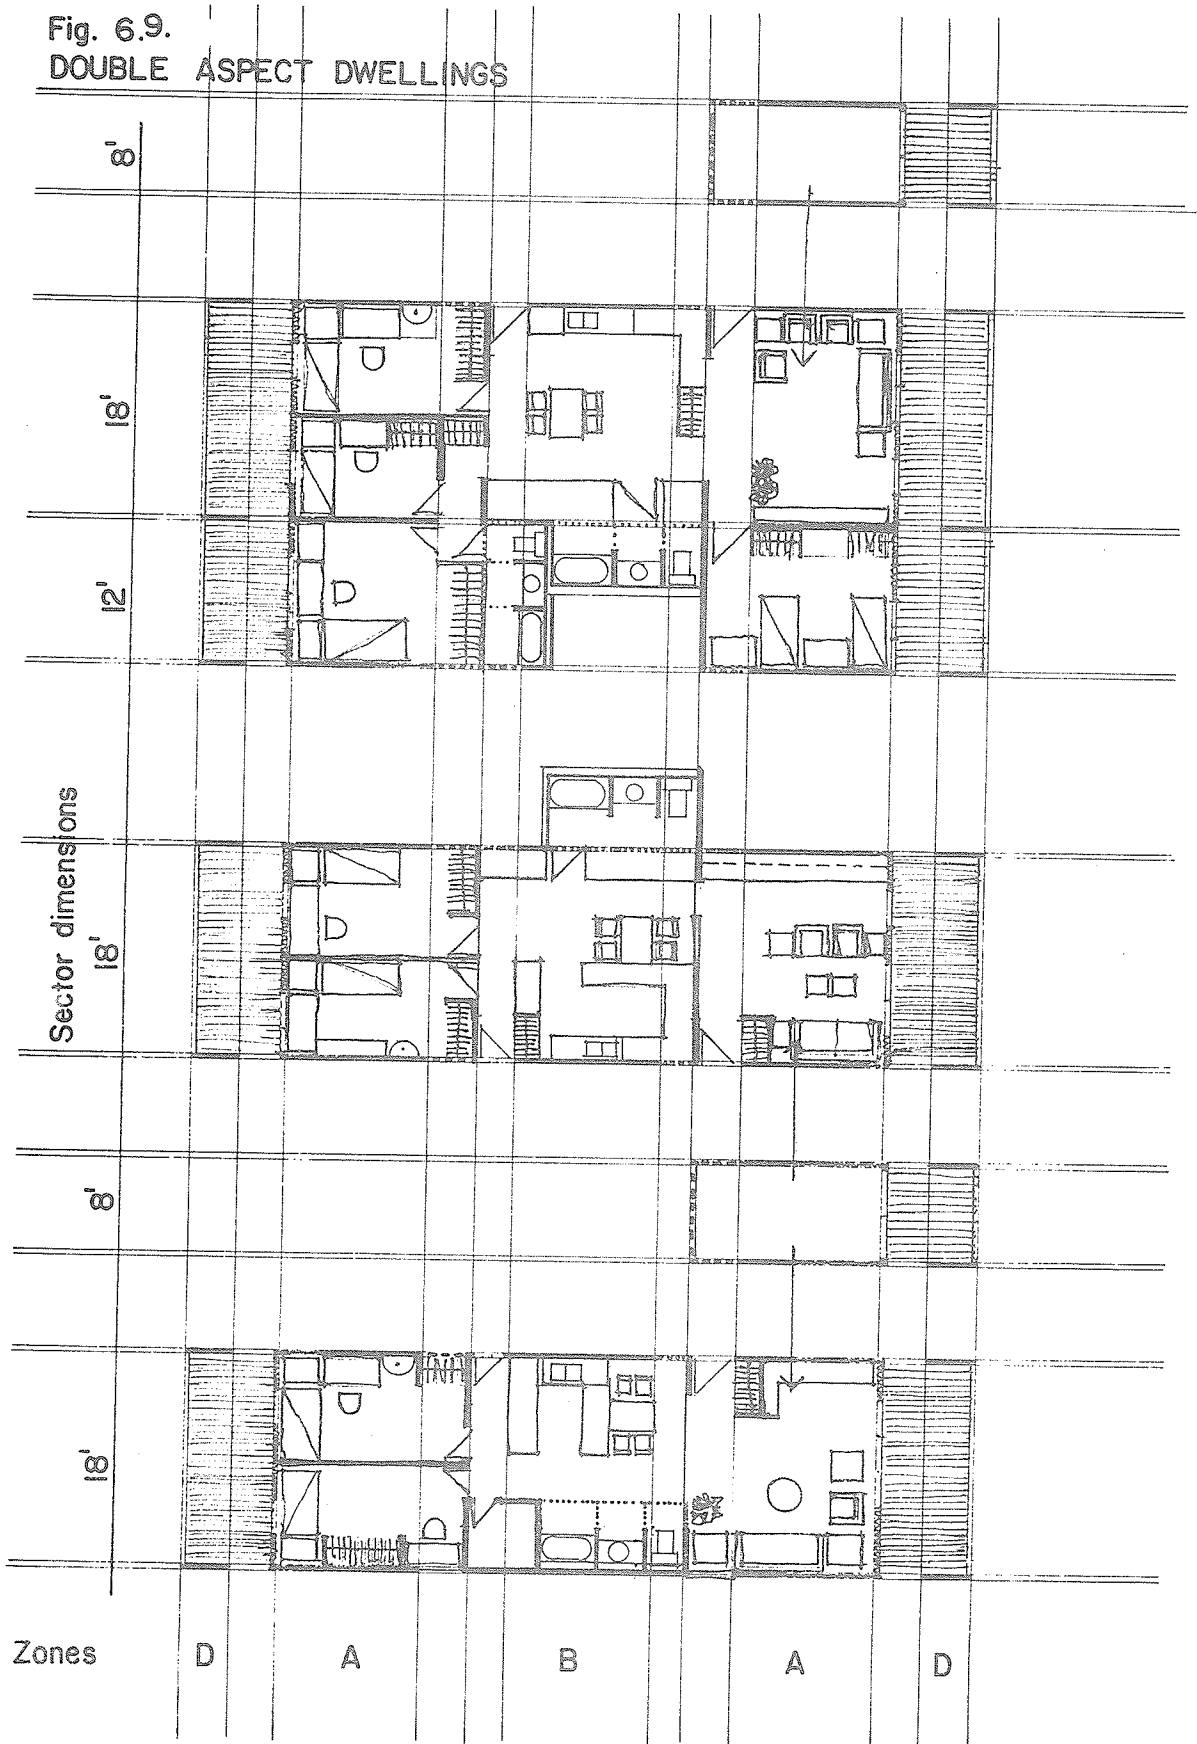 Fig. 6.9.
DOUBLE ASPECT DWELLINGS
8'
18'
12'
Sector dimensions
18'
8'
18'
Zones D A B A D